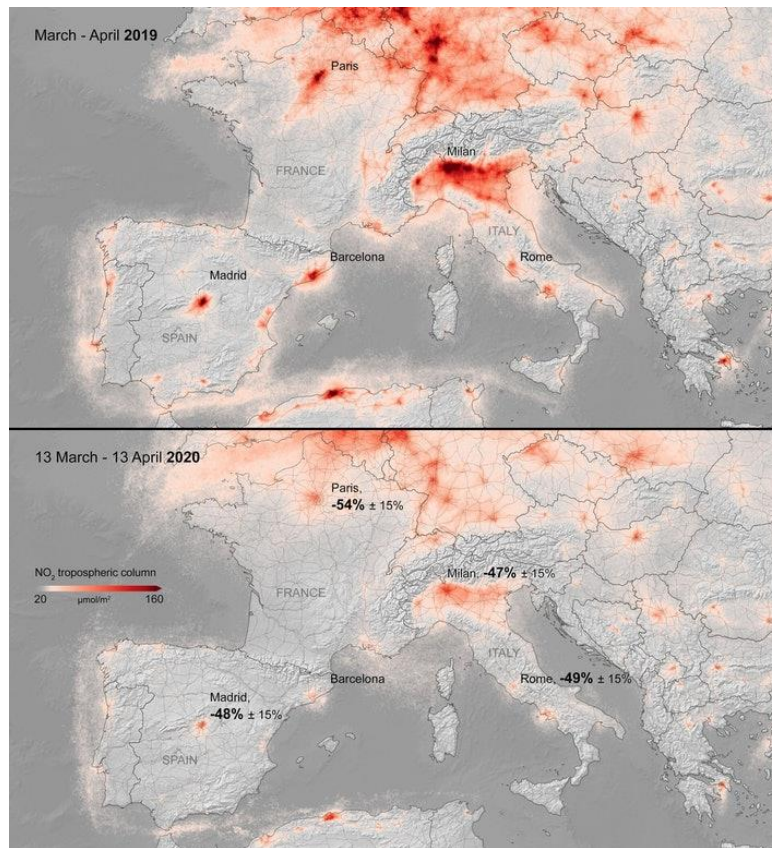 March - April 2019
Paris
Milan
FRANCE
ITALY
Barcelona
Rome
Madrid
SPAIN
13 March - 13 April 2020
Paris,
-54% ± 15%
NO₂ tropospheric column
20 µmol/m² 160
Milan, -47% ± 15%
FRANCE
ITALY
Barcelona
Rome, -49% ± 15%
Madrid,
-48% ± 15%
SPAIN